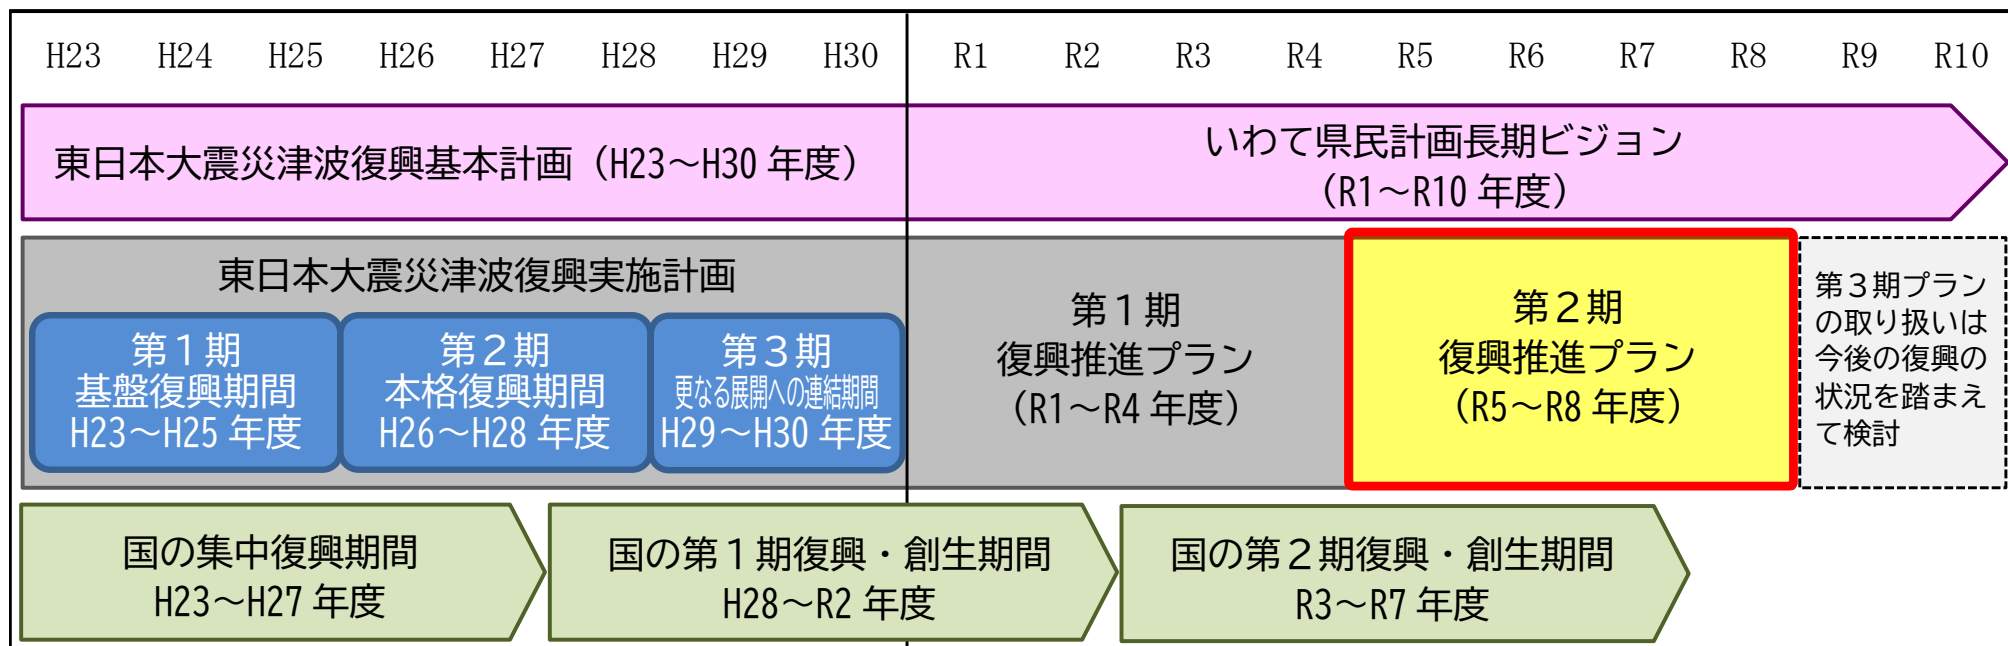 H23 H24 H25 H26 H27 H28 H29 H30 R1 R2 R3 R4 R5 R6 R7 R8 R9 R10
東日本大震災津波復興基本計画（H23～H30 年度）
いわて県民計画長期ビジョン
（R1～R10 年度）
東日本大震災津波復興実施計画
第１期
基盤復興期間
H23～H25 年度
第２期
本格復興期間
H26～H28 年度
第３期
更なる展開への連結期間
H29～H30 年度
第１期
復興推進プラン
（R1～R4 年度）
第２期
復興推進プラン
（R5～R8 年度）
第３期プラン
の取り扱いは
今後の復興の
状況を踏まえ
て検討
国の集中復興期間
H23～H27 年度
国の第１期復興・創生期間
H28～R2 年度
国の第２期復興・創生期間
R3～R7 年度